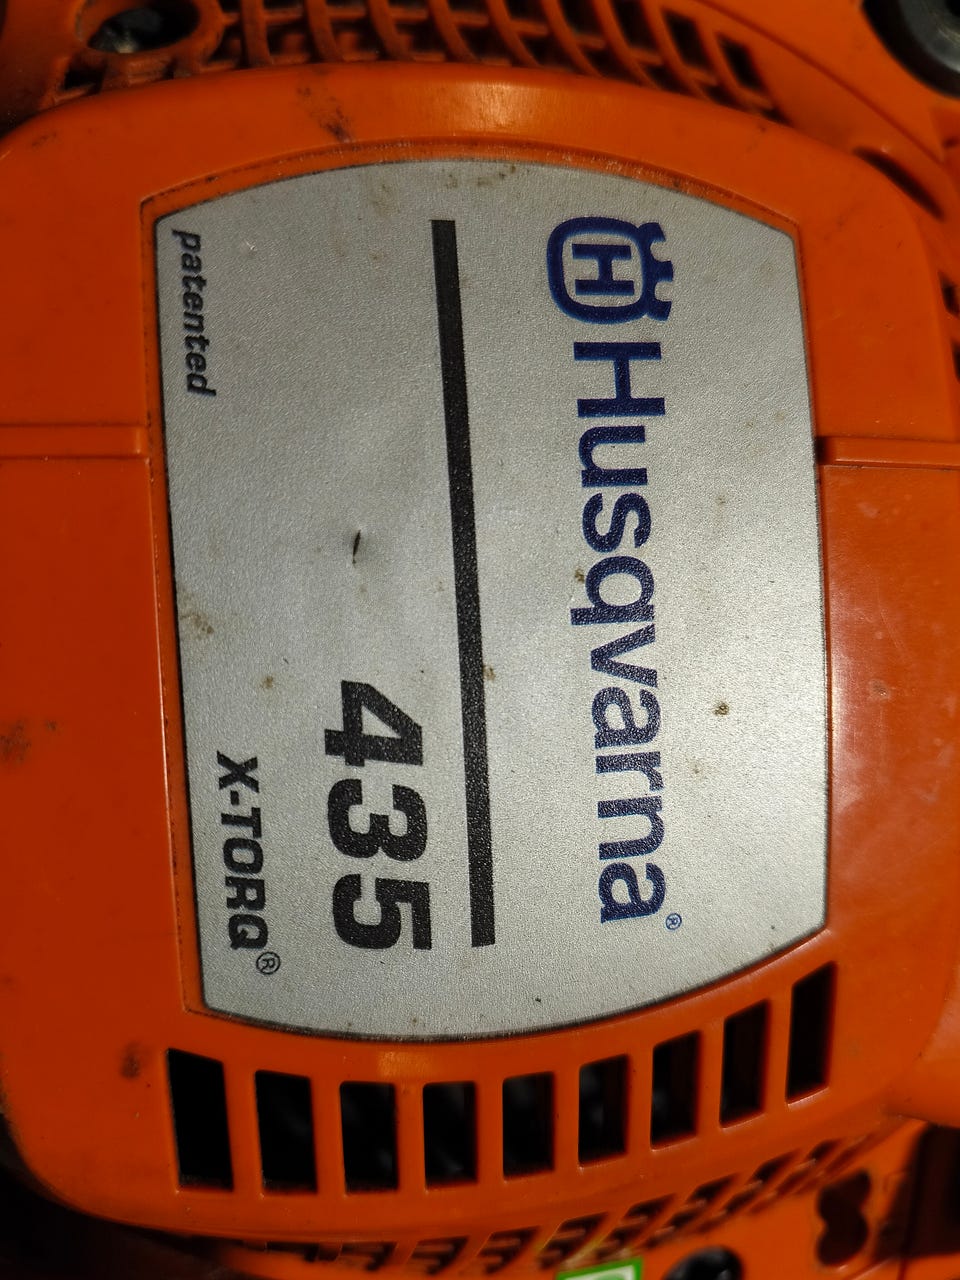 H Husqvarna®
435
patented
X-TORQ®